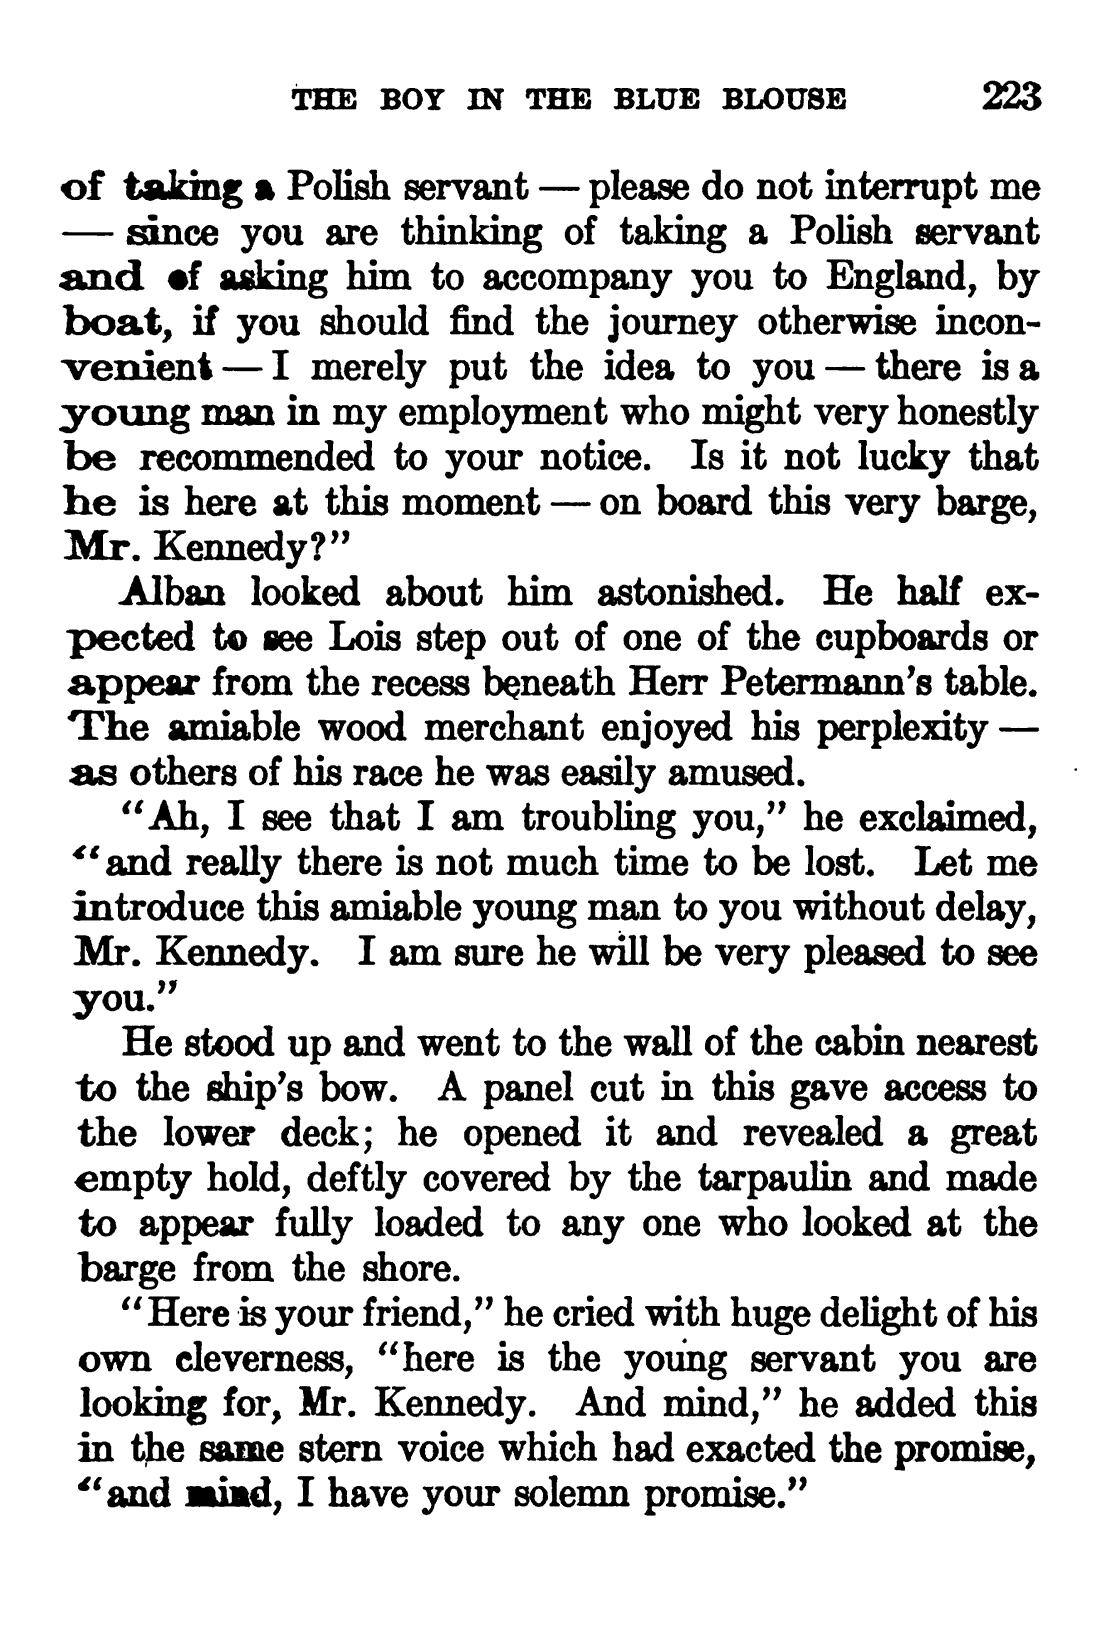 THE BOY IN THE BLUE BLOUSE 223
of taking a Polish servant — please do not interrupt me
— since you are thinking of taking a Polish servant
and of asking him to accompany you to England, by
boat, if you should find the journey otherwise incon-
venient — I merely put the idea to you — there is a
young man in my employment who might very honestly
be recommended to your notice. Is it not lucky that
he is here at this moment — on board this very barge,
Mr. Kennedy?”
Alban looked about him astonished. He half ex-
pected to see Lois step out of one of the cupboards or
appear from the recess beneath Herr Petermann’s table.
The amiable wood merchant enjoyed his perplexity —
as others of his race he was easily amused.
“Ah, I see that I am troubling you,” he exclaimed,
“and really there is not much time to be lost. Let me
introduce this amiable young man to you without delay,
Mr. Kennedy. I am sure he will be very pleased to see
you.”
He stood up and went to the wall of the cabin nearest
to the ship’s bow. A panel cut in this gave access to
the lower deck; he opened it and revealed a great
empty hold, deftly covered by the tarpaulin and made
to appear fully loaded to any one who looked at the
barge from the shore.
“Here is your friend,” he cried with huge delight of his
own cleverness, “here is the young servant you are
looking for, Mr. Kennedy. And mind,” he added this
in the same stern voice which had exacted the promise,
“and mind, I have your solemn promise.”